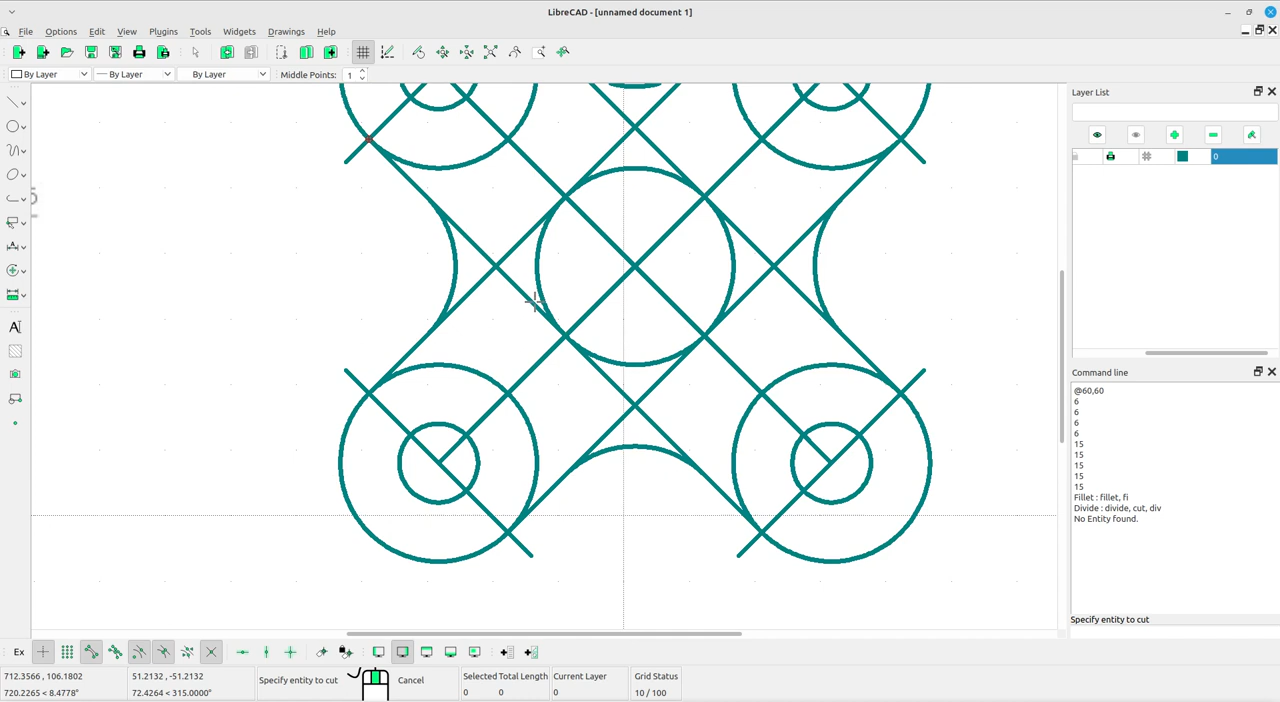 LibreCAD - [unnamed document 1]
File Options Edit View Plugins Tools Widgets Drawings Help
By Layer By Layer By Layer Middle Points: 1
Layer List
0
Command line
@60,60
6
6
6
6
15
15
15
15
15
Fillet : fillet, fi
Divide : divide, cut, div
No Entity found.
Specify entity to cut
Ex
712.3566 , 106.1802 51.2132 , -51.2132 Specify entity to cut Cancel Selected Total Length Current Layer Grid Status
720.2265 < 8.4778° 72.4264 < 315.0000° 0 0 0 10 / 100